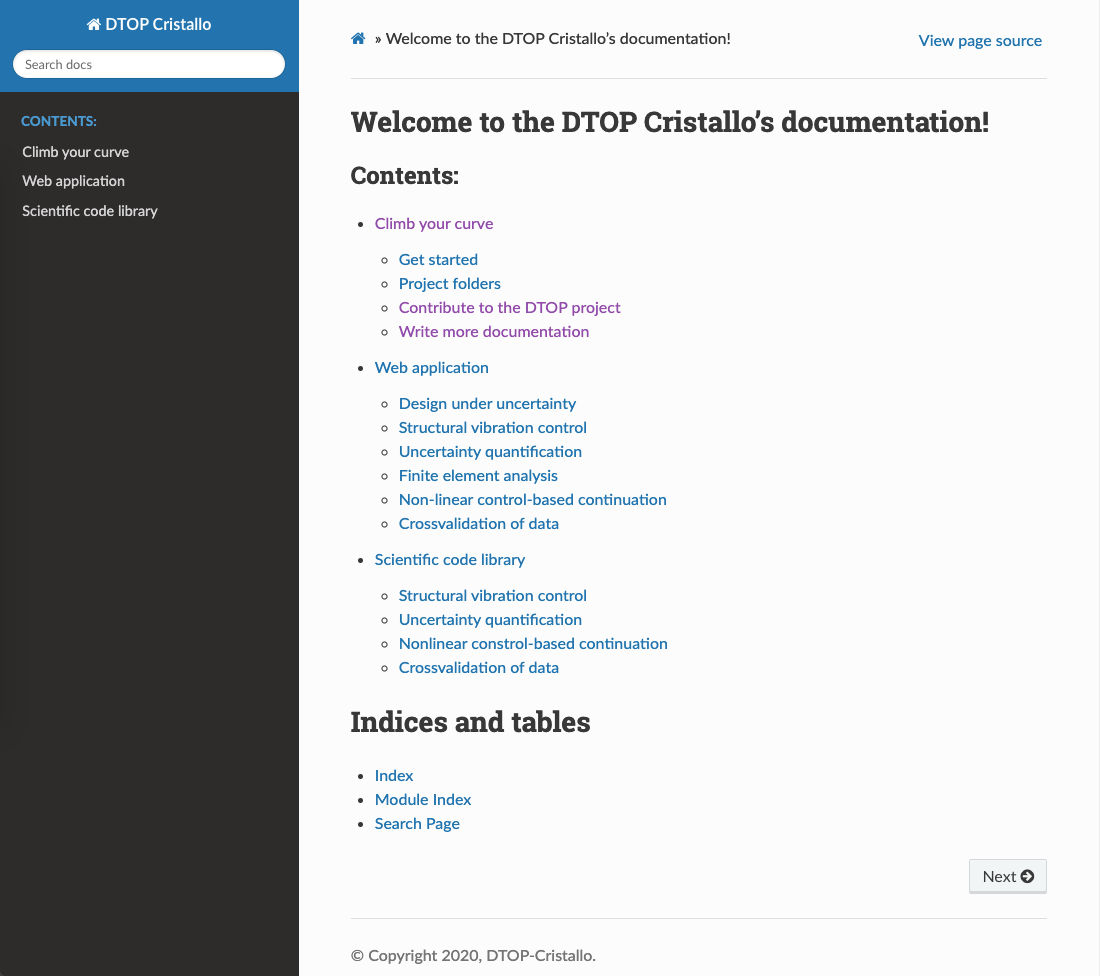 DTOP Cristallo
Search docs
CONTENTS:
Climb your curve
Web application
Scientific code library
» Welcome to the DTOP Cristallo’s documentation!
View page source
Welcome to the DTOP Cristallo’s documentation!
Contents:
Climb your curve
Get started
Project folders
Contribute to the DTOP project
Write more documentation
Web application
Design under uncertainty
Structural vibration control
Uncertainty quantification
Finite element analysis
Non-linear control-based continuation
Crossvalidation of data
Scientific code library
Structural vibration control
Uncertainty quantification
Nonlinear constrol-based continuation
Crossvalidation of data
Indices and tables
Index
Module Index
Search Page
Next
© Copyright 2020, DTOP-Cristallo.